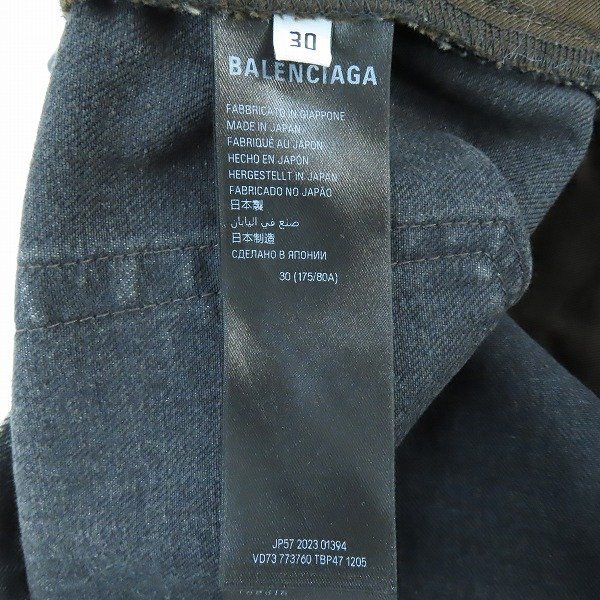 30
BALENCIAGA
FABBRICATO IN GIAPPONE
MADE IN JAPAN
FABRIQUÉ AU JAPON
HECHO EN JAPÓN
HERGESTELLT IN JAPAN
FABRICADO NO JAPÃO
日本製
صنع في اليابان
日本制造
СДЕЛАНО В ЯПОНИИ
30 (175/80A)
JP57 2023 01394
VD73 773760 TBP47 1205